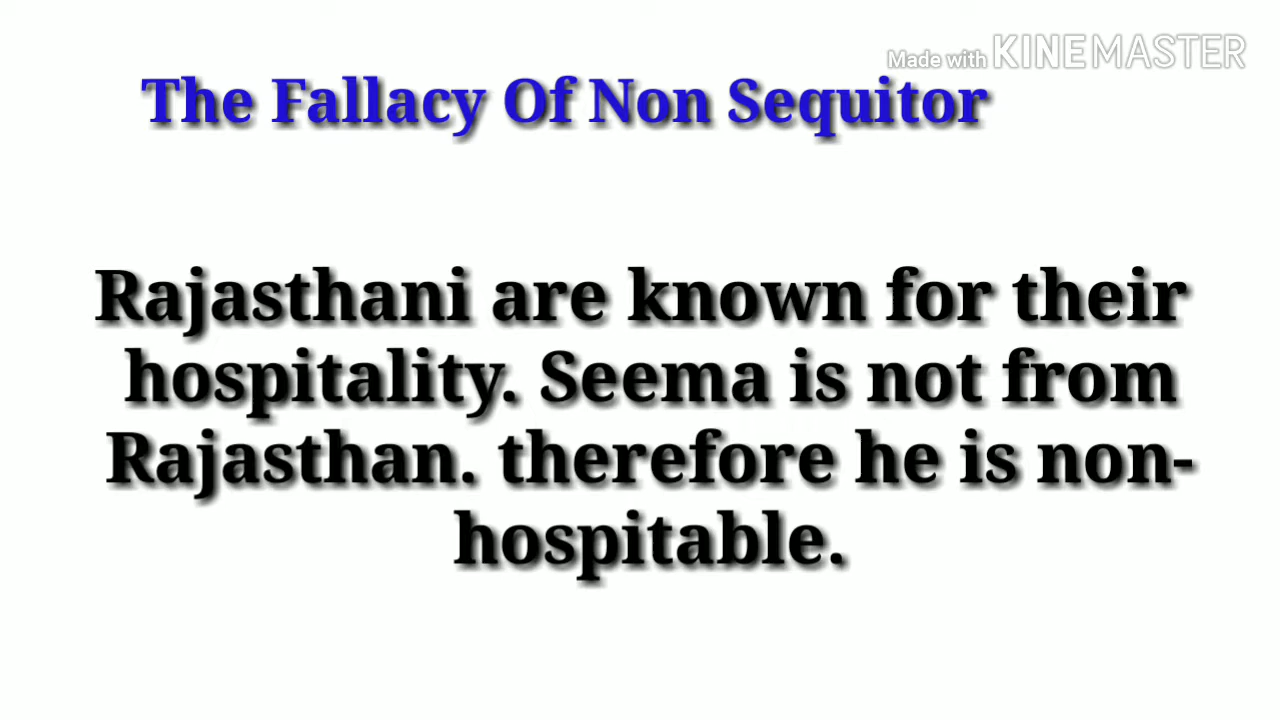 Made with KINEMASTER
The Fallacy Of Non Sequitor
Rajasthani are known for their
hospitality. Seema is not from
Rajasthan. therefore he is non-
hospitable.